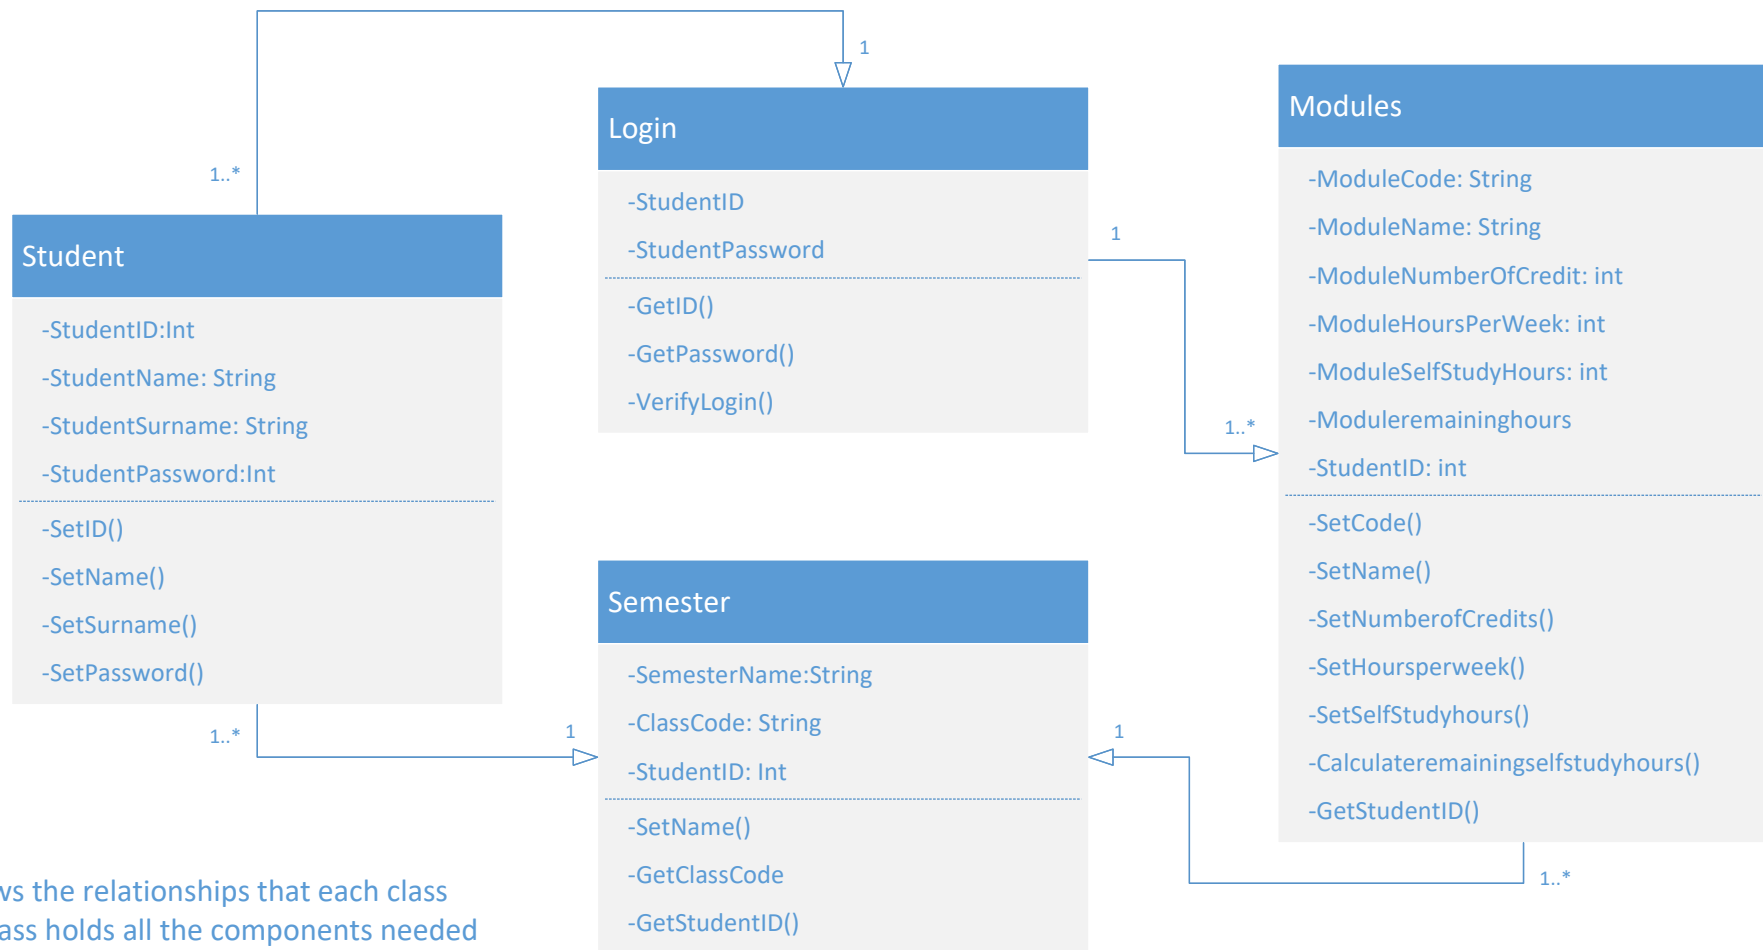 1
1..*
Student
-StudentID:Int
-StudentName: String
-StudentSurname: String
-StudentPassword:Int
-SetID()
-SetName()
-SetSurname()
-SetPassword()
1..*
1
Login
-StudentID
-StudentPassword
-GetID()
-GetPassword()
-VerifyLogin()
1
1..*
Semester
-SemesterName:String
-ClassCode: String
-StudentID: Int
-SetName()
-GetClassCode
-GetStudentID()
1
Modules
-ModuleCode: String
-ModuleName: String
-ModuleNumberOfCredit: int
-ModuleHoursPerWeek: int
-ModuleSelfStudyHours: int
-Moduleremaininghours
-StudentID: int
-SetCode()
-SetName()
-SetNumberofCredits()
-SetHoursperweek()
-SetSelfStudyhours()
-Calculateremainingselfstudyhours()
-GetStudentID()
1..*
the relationships that each class
holds all the components needed